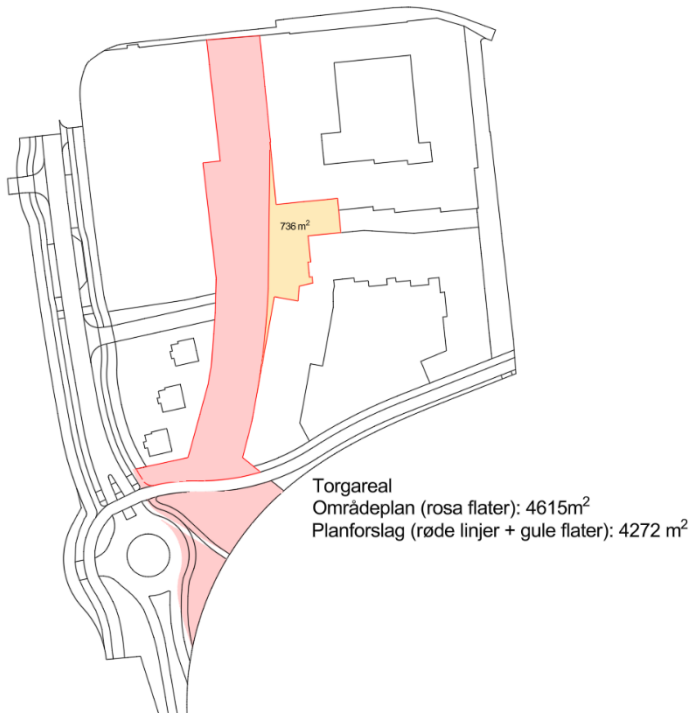 736 m²
Torgareal
Områdeplan (rosa flater): 4615m²
Planforslag (røde linjer + gule flater): 4272 m²